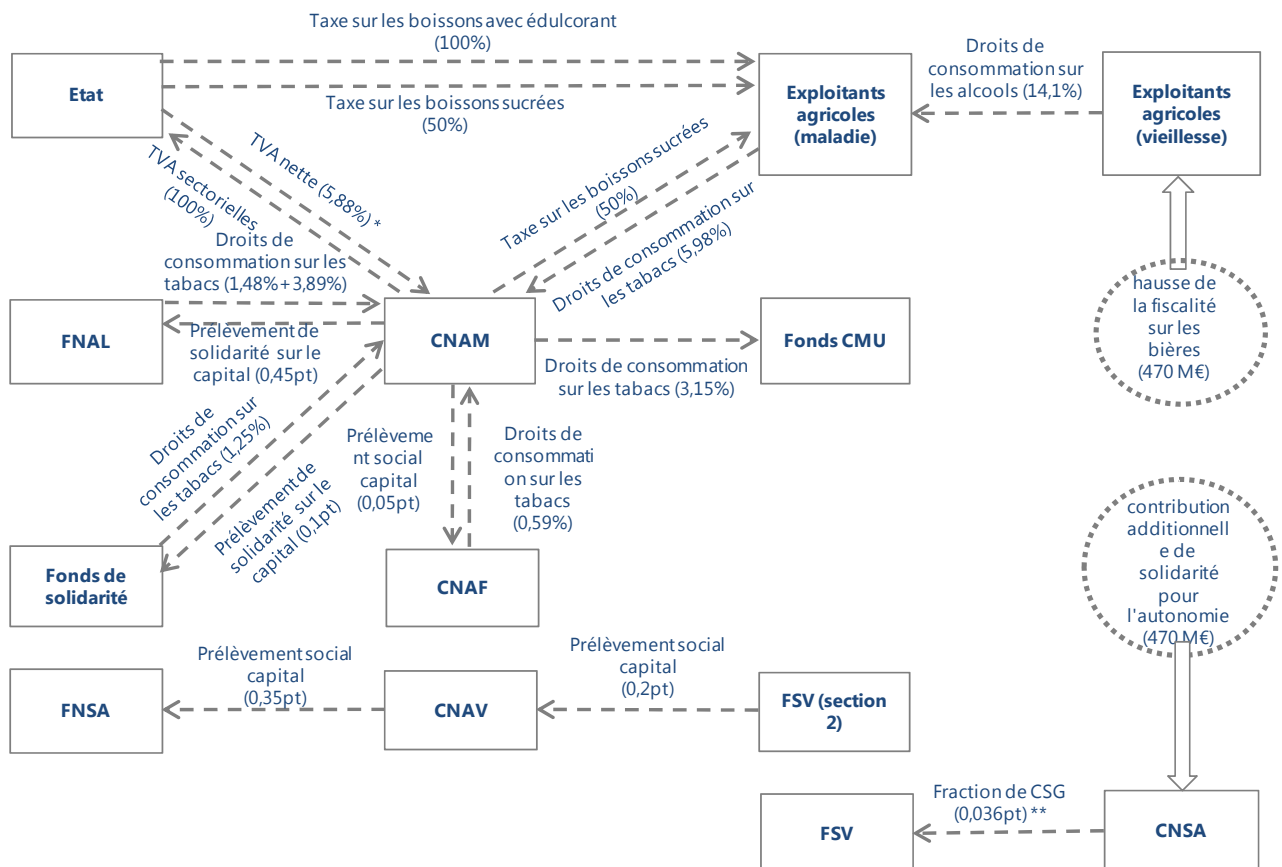 Taxe sur les boissons avec édulcorant
(100%)
Etat
Taxe sur les boissons sucrées
(50%)
Exploitants
agricoles
(maladie)
Droits de
consommation sur
les alcools (14,1%)
Exploitants
agricoles
(vieillesse)
TVA nette (5,88%) *
TVA sectorielles
(100%)
Taxe sur les boissons sucrées
(50%)
Droits de consommation sur
les tabacs (5,98%)
Droits de
consommation sur les
tabacs (1,48% + 3,89%)
FNAL
Prélèvement de
solidarité sur le
capital (0,45pt)
CNAM
Fonds CMU
Droits de consommation
sur les tabacs (3,15%)
hausse de
la fiscalité
sur les
bières
(470 M€)
Droits de
consommation sur
les tabacs (1,25%)
Prélèvement de
solidarité sur le
capital (0,1pt)
Prélèveme
nt social
capital
(0,05pt)
Droits de
consommati
on sur les
tabacs
(0,59%)
Fonds de
solidarité
CNAF
contribution
additionnell
e de
solidarité
pour
l'autonomie
(470 M€)
Prélèvement social
capital
(0,35pt)
Prélèvement social
capital
(0,2pt)
FNSA
CNAV
FSV (section
2)
FSV
Fraction de CSG
(0,036pt) **
CNSA